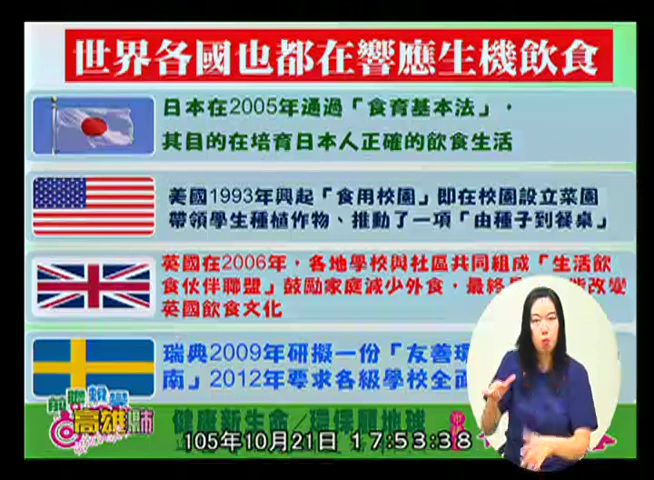 世界各國也都在響應生機飲食
日本在2005年通過「食育基本法」,
其目的在培育日本人正確的飲食生活
美國1993年興起「食用校園」即在校園設立菜園
帶領學生種植作物、推動了一項「由種子到餐桌」
英國在2006年,各地學校與社區共同組成「生活飲
食伙伴聯盟」鼓勵家庭減少外食,最終
改變
英國飲食文化
瑞典2009年研擬一份「友善環
南」2012年要求各級學校全面
高雄
健康新生命/環保顧地球
105年10月21日 17:53:38